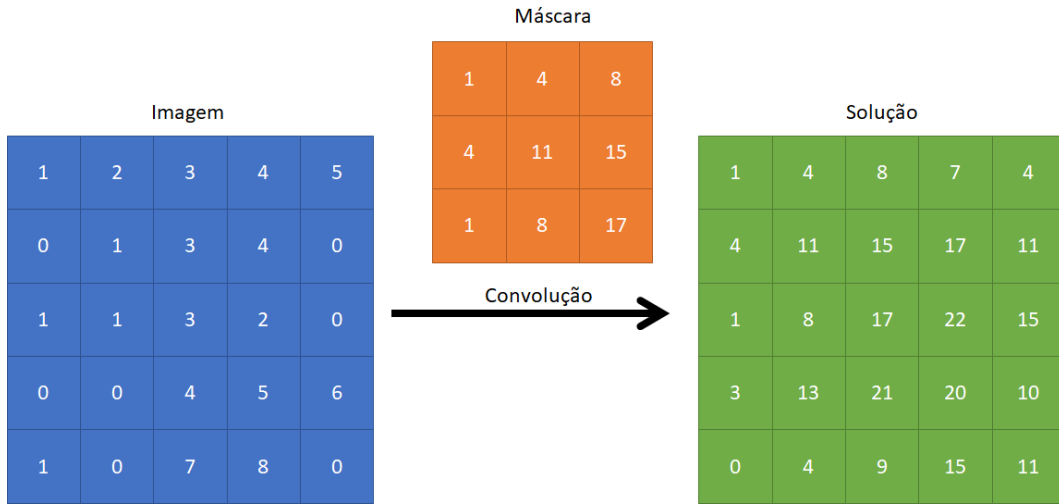 Máscara
1 4 8
4 11 15
1 8 17
Imagem
1 2 3 4 5
0 1 3 4 0
1 1 3 2 0
0 0 4 5 6
1 0 7 8 0
Convolução
Solução
1 4 8 7 4
4 11 15 17 11
1 8 17 22 15
3 13 21 20 10
0 4 9 15 11